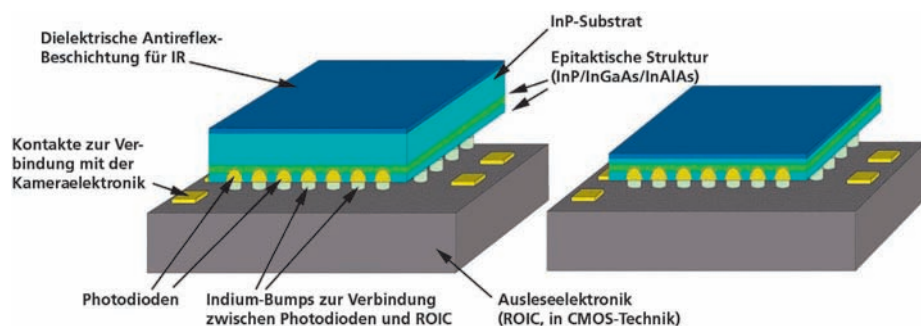 Dielektrische Antireflex-
Beschichtung für IR
InP-Substrat
Epitaktische Struktur
(InP/InGaAs/InAlAs)
Kontakte zur Ver-
bindung mit der
Kameraelektronik
Photodioden
Indium-Bumps zur Verbindung
zwischen Photodioden und ROIC
Ausleseelektronik
(ROIC, in CMOS-Technik)